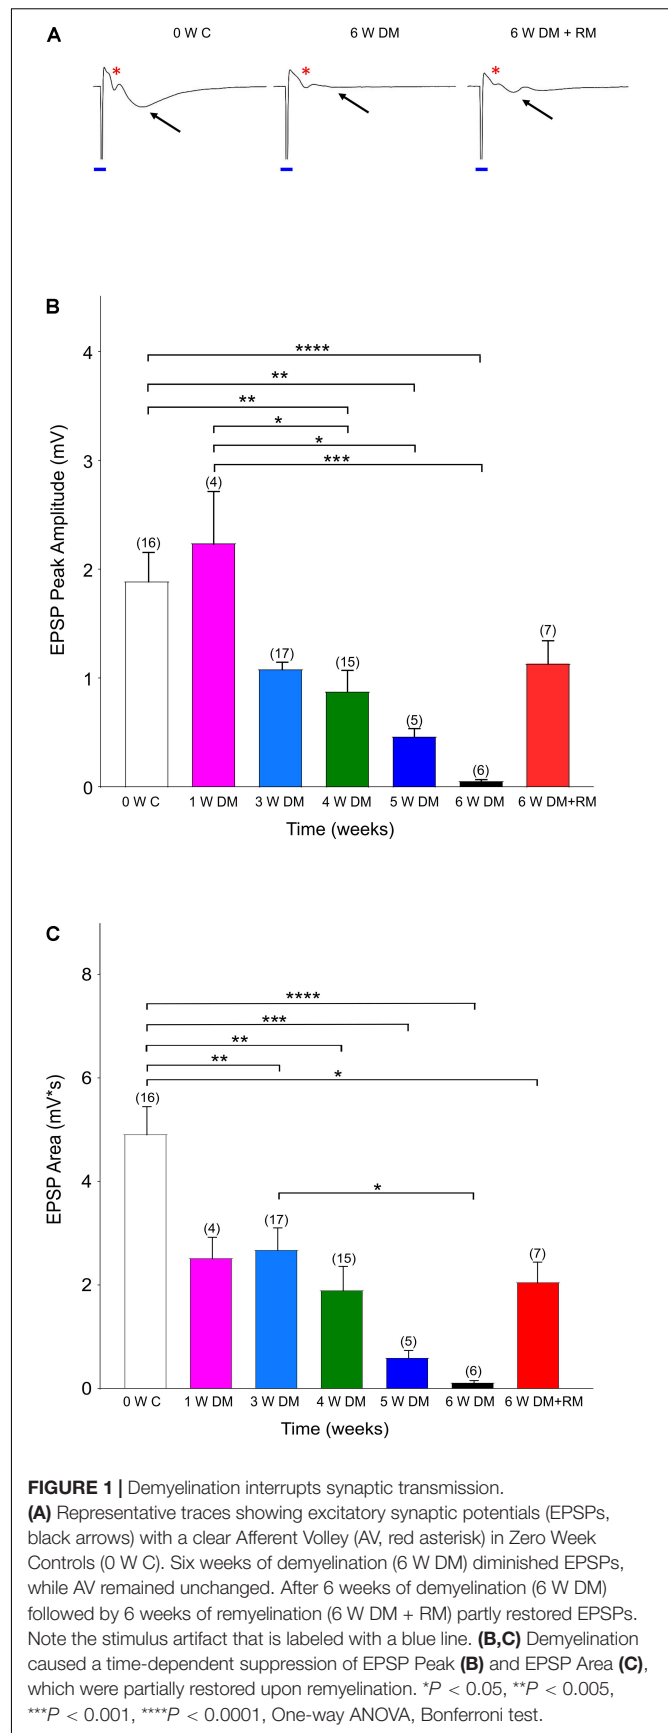 A
0 W C 6 W DM 6 W DM + RM
* * *
B
EPSP Peak Amplitude (mV)
4
3
2
1
0
****
**
**
*
*
***
(16) (4) (17) (15) (5) (6) (7)
0 W C 1 W DM 3 W DM 4 W DM 5 W DM 6 W DM 6 W DM+RM
Time (weeks)
C
EPSP Area (mV*s)
8
6
4
2
0
****
***
**
**
*
*
(16) (4) (17) (15) (5) (6) (7)
0 W C 1 W DM 3 W DM 4 W DM 5 W DM 6 W DM 6 W DM+RM
Time (weeks)
FIGURE 1 | Demyelination interrupts synaptic transmission.
(A) Representative traces showing excitatory synaptic potentials (EPSPs,
black arrows) with a clear Afferent Volley (AV, red asterisk) in Zero Week
Controls (0 W C). Six weeks of demyelination (6 W DM) diminished EPSPs,
while AV remained unchanged. After 6 weeks of demyelination (6 W DM)
followed by 6 weeks of remyelination (6 W DM + RM) partly restored EPSPs.
Note the stimulus artifact that is labeled with a blue line. (B,C) Demyelination
caused a time-dependent suppression of EPSP Peak (B) and EPSP Area (C),
which were partially restored upon remyelination. *P < 0.05, **P < 0.005,
***P < 0.001, ****P < 0.0001, One-way ANOVA, Bonferroni test.